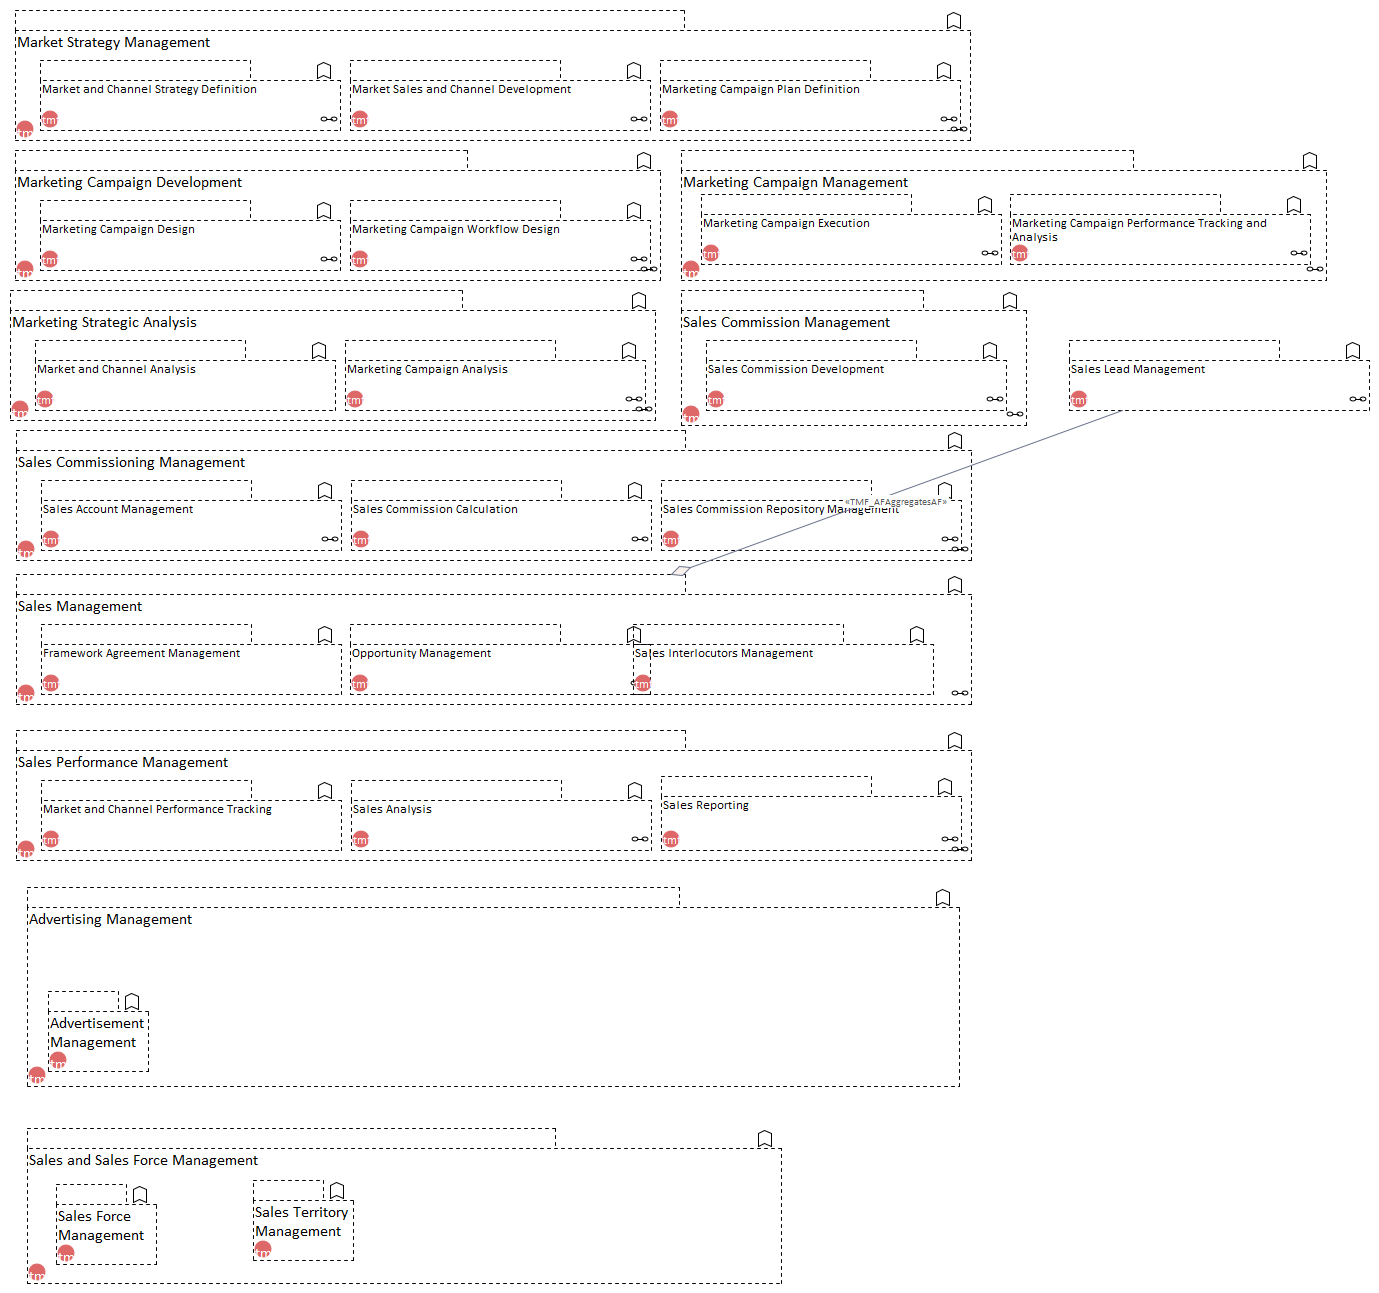 Market Strategy Management
Market and Channel Strategy Definition
Market Sales and Channel Development
Marketing Campaign Plan Definition
tm
tm
tm
tm
Marketing Campaign Development
Marketing Campaign Design
Marketing Campaign Workflow Design
tm
tm
tm
Marketing Campaign Management
Marketing Campaign Execution
Marketing Campaign Performance Tracking and
Analysis
tm
tm
tm
Marketing Strategic Analysis
Market and Channel Analysis
Marketing Campaign Analysis
tm
tm
tm
Sales Commission Management
Sales Commission Development
tm
tm
Sales Lead Management
tm
Sales Commissioning Management
Sales Account Management
Sales Commission Calculation
Sales Commission Repository Management
«TMF_AFAggregatesAF»
tm
tm
tm
tm
Sales Management
Framework Agreement Management
Opportunity Management
Sales Interlocutors Management
tm
tm
tm
tm
Sales Performance Management
Market and Channel Performance Tracking
Sales Analysis
Sales Reporting
tm
tm
tm
tm
Advertising Management
Advertisement
Management
tm
tm
Sales and Sales Force Management
Sales Force
Management
Sales Territory
Management
tm
tm
tm